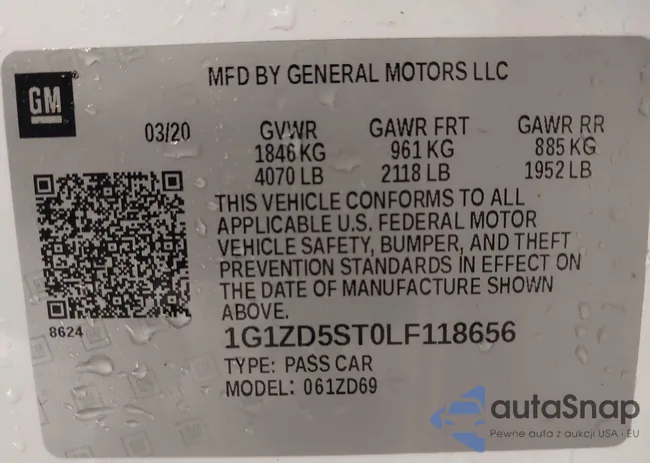 GM
MFD BY GENERAL MOTORS LLC
03/20 GVWR GAWR FRT GAWR RR
1846 KG 961 KG 885 KG
4070 LB 2118 LB 1952 LB
THIS VEHICLE CONFORMS TO ALL
APPLICABLE U.S. FEDERAL MOTOR
VEHICLE SAFETY, BUMPER, AND THEFT
PREVENTION STANDARDS IN EFFECT ON
THE DATE OF MANUFACTURE SHOWN
ABOVE.
8624
1G1ZD5ST0LF118656
TYPE: PASS CAR
MODEL: 061ZD69
autaSnap
Pewne auta z aukcji USA · EU